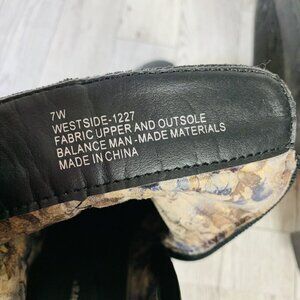 7W
WESTSIDE-1227
FABRIC UPPER AND OUTSOLE
BALANCE MAN-MADE MATERIALS
MADE IN CHINA